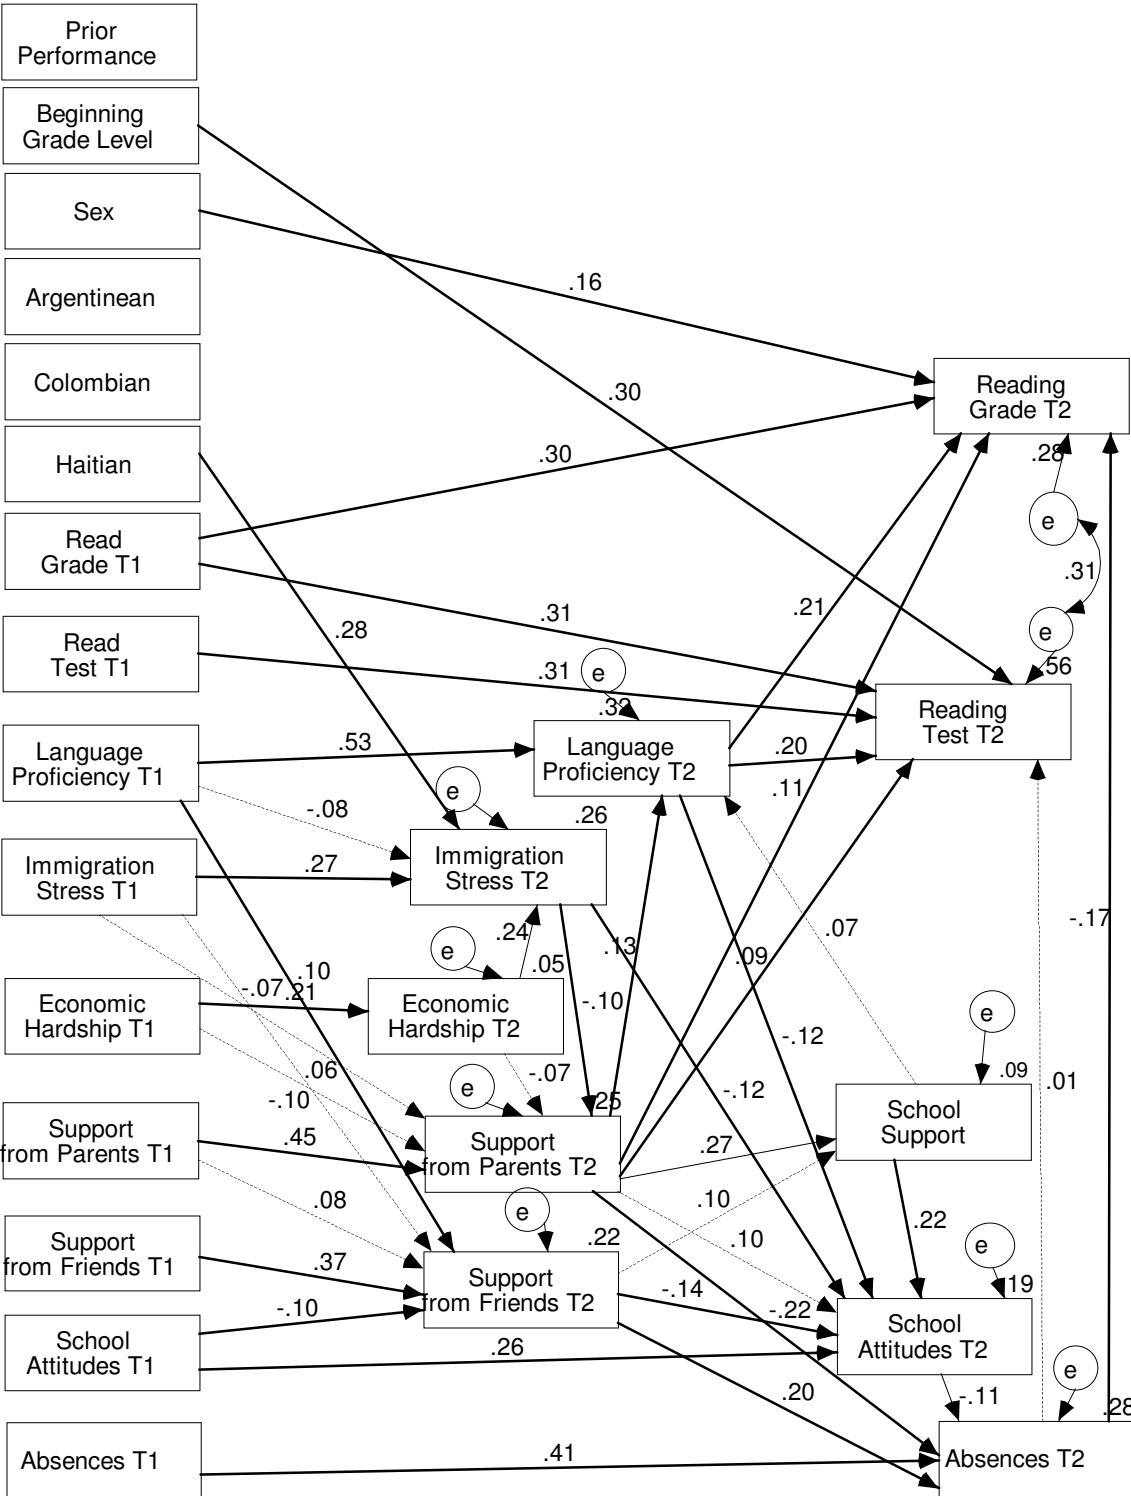 Prior
Performance
Beginning
Grade Level
Sex
Argentinean
.16
Colombian
Reading
Grade T2
.30
Haitian
.30
.28
Read
Grade T1
e
.31
.31
Read
Test T1
.28
e
.56
.31
e
.32
Reading
Test T2
Language
Proficiency T1
.53
Language
Proficiency T2
.20
.21
-.08
e
.26
.11
Immigration
Stress T1
.27
Immigration
Stress T2
-.17
.07
.24
.13
.09
e
.05
.10
-.07
.21
Economic
Hardship T1
Economic
Hardship T2
-.10
e
-.12
.06
-.07
.09
.01
-.10
e
.25
-.12
Support
from Parents T1
.45
Support
from Parents T2
.27
School
Support
.08
e
.10
.22
.10
.22
Support
from Friends T1
.37
Support
from Friends T2
-.14
-.22
e
.19
-.10
School
Attitudes T1
.26
School
Attitudes T2
.20
-.11
e
.28
Absences T1
.41
Absences T2